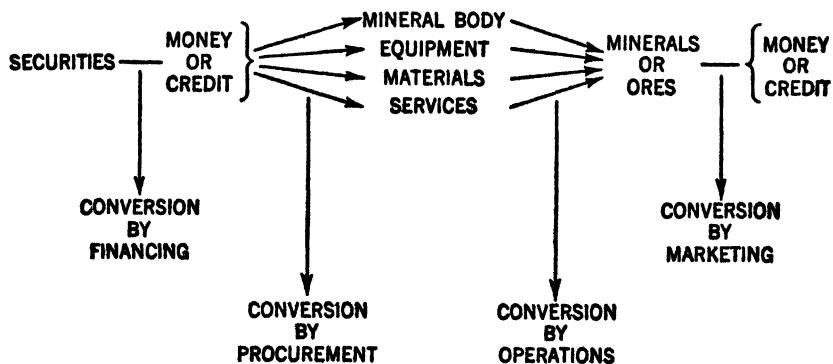 SECURITIES
MONEY
OR
CREDIT
MINERAL BODY
EQUIPMENT
MATERIALS
SERVICES
MINERALS
OR
ORES
MONEY
OR
CREDIT
CONVERSION
BY
FINANCING
CONVERSION
BY
PROCUREMENT
CONVERSION
BY
OPERATIONS
CONVERSION
BY
MARKETING